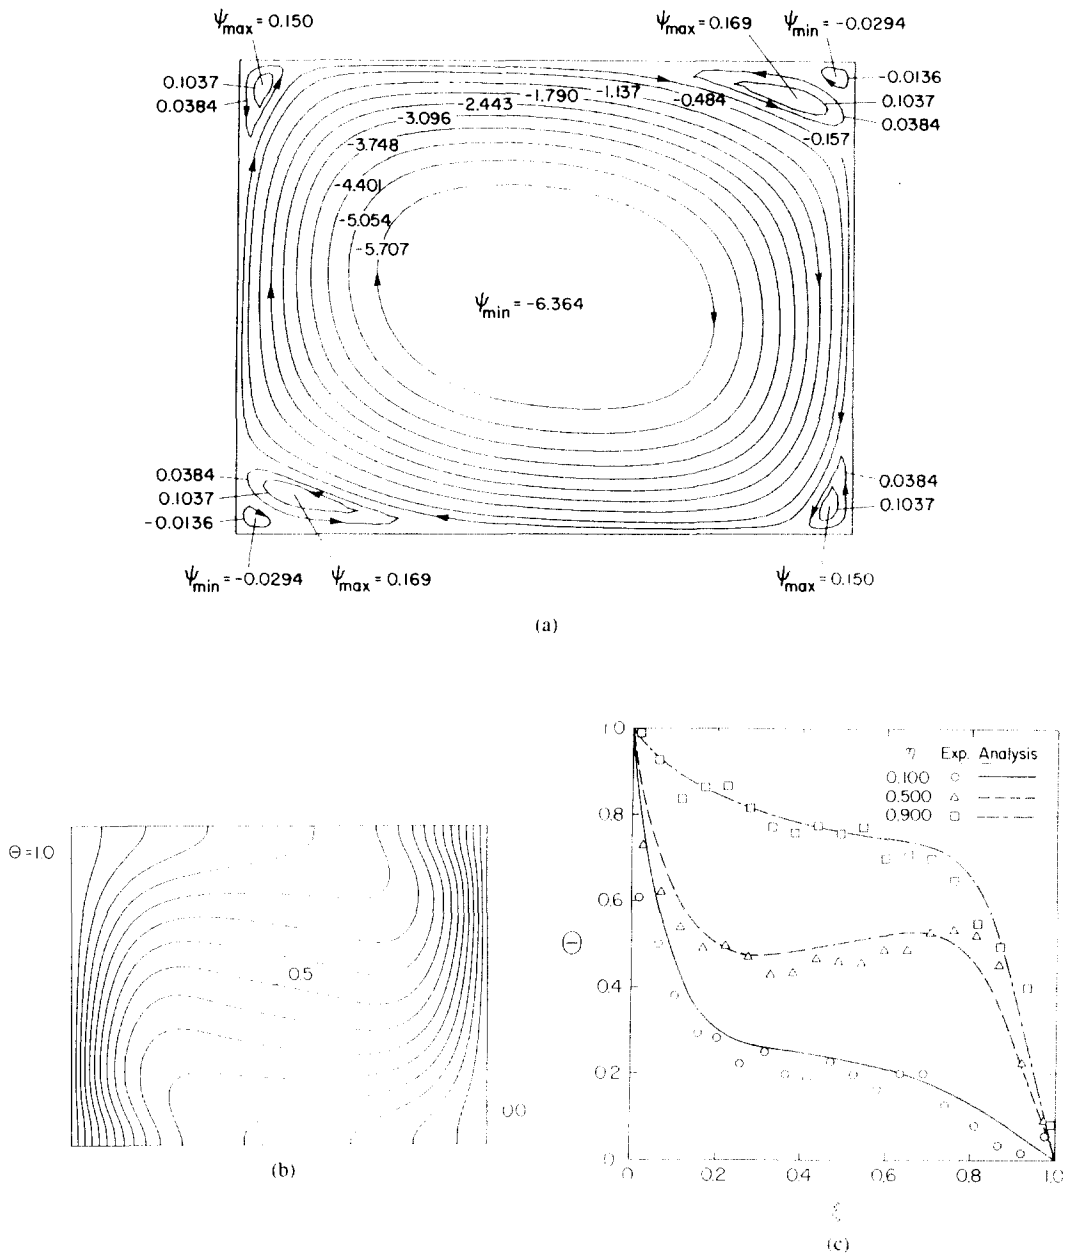 ψmax = 0.150
ψmax = 0.169
ψmin = -0.0294
0.1037
0.0384
-0.0136
0.1037
0.0384
-0.157
-0.484
-1.137
-1.790
-2.443
-3.096
-3.748
-4.401
-5.054
-5.707
ψmin = -6.364
0.0384
0.1037
-0.0136
0.0384
0.1037
ψmin = -0.0294
ψmax = 0.169
ψmax = 0.150
(a)
Θ = 1.0
0.5
0.0
(b)
η Exp. Analysis
0.100
0.500
0.900
1.0
0.8
0.6
0.4
0.2
0
Θ
0 0.2 0.4 0.6 0.8 1.0
ξ
(c)